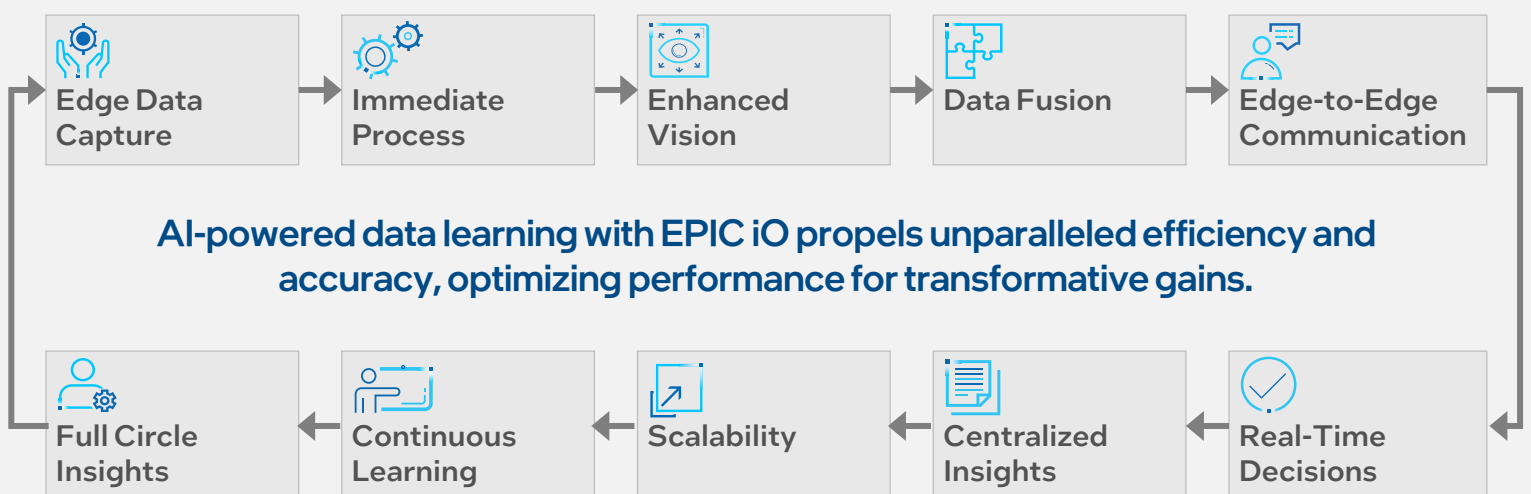 Edge Data
Capture
Immediate
Process
Enhanced
Vision
Data Fusion
Edge-to-Edge
Communication
AI-powered data learning with EPIC iO propels unparalleled efficiency and
accuracy, optimizing performance for transformative gains.
Full Circle
Insights
Continuous
Learning
Scalability
Centralized
Insights
Real-Time
Decisions